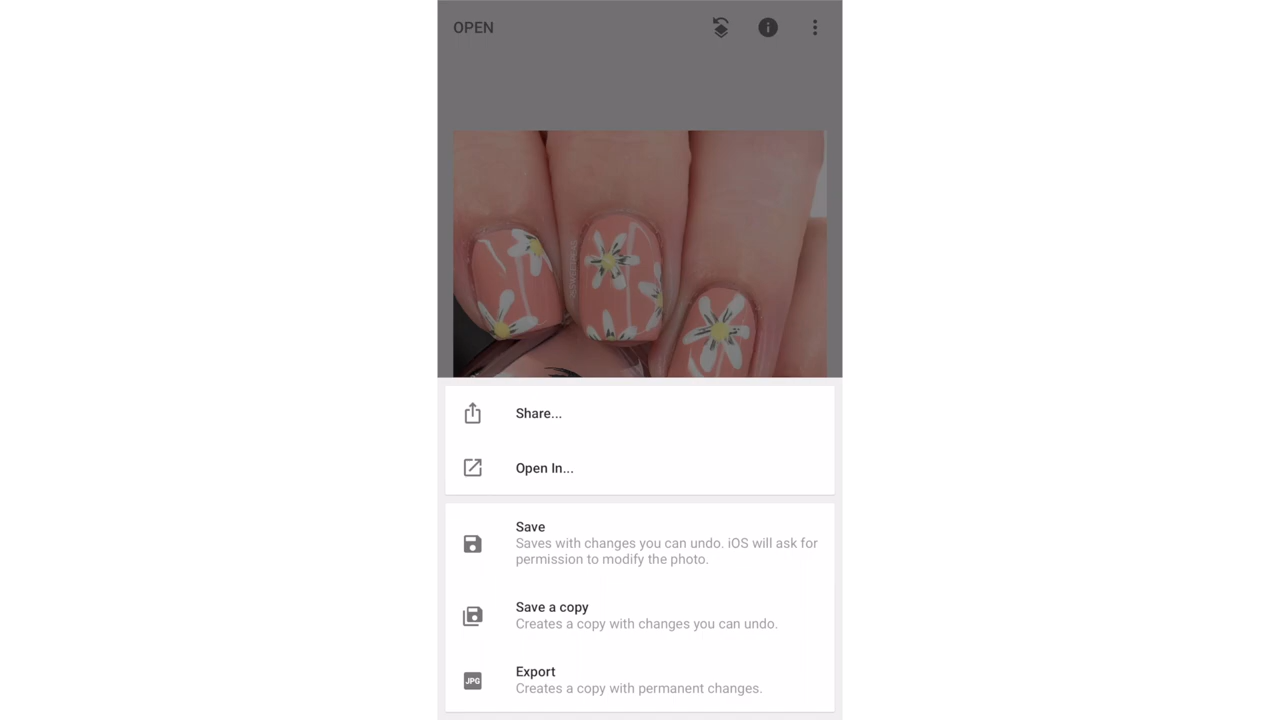 OPEN
Share...
Open In...
Save
Saves with changes you can undo. iOS will ask for
permission to modify the photo.
Save a copy
Creates a copy with changes you can undo.
JPG
Export
Creates a copy with permanent changes.